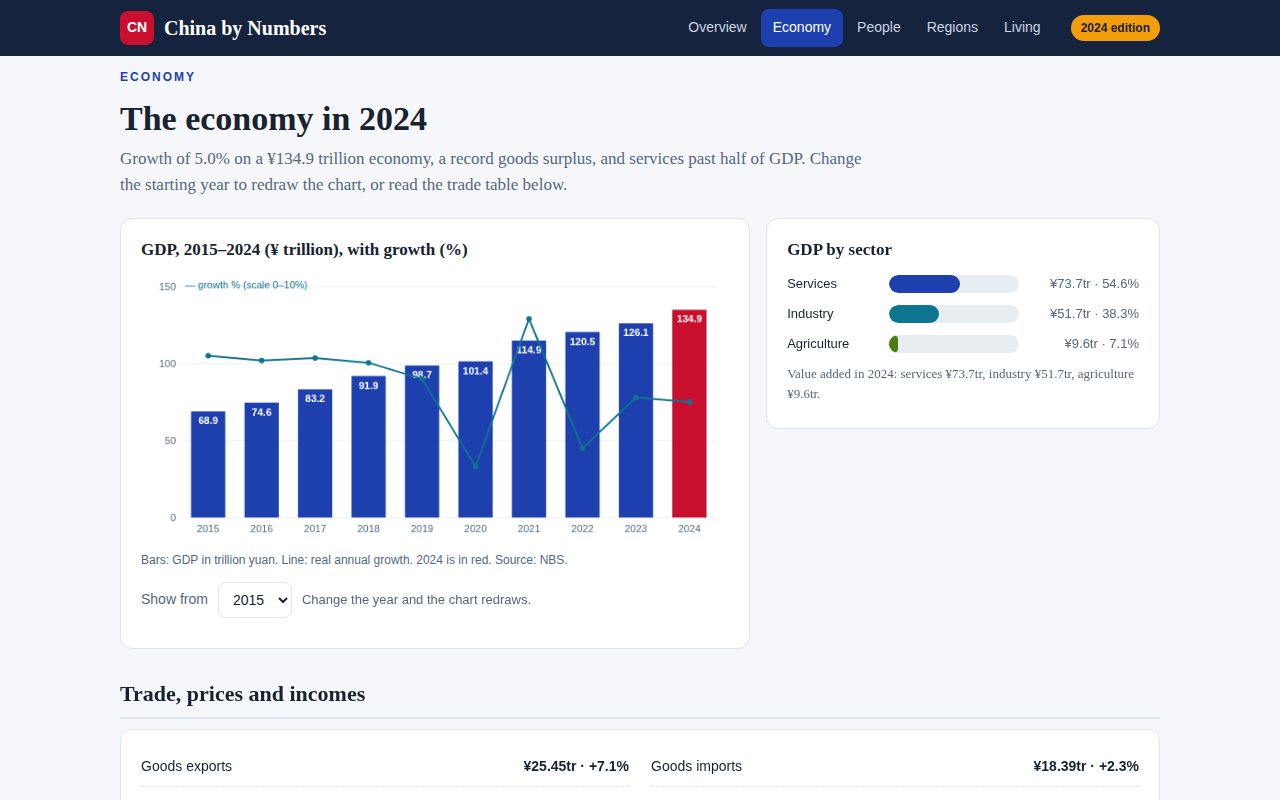 CN China by Numbers Overview Economy People Regions Living 2024 edition
ECONOMY
The economy in 2024
Growth of 5.0% on a ¥134.9 trillion economy, a record goods surplus, and services past half of GDP. Change
the starting year to redraw the chart, or read the trade table below.
GDP, 2015–2024 (¥ trillion), with growth (%)
150 — growth % (scale 0–10%)
100
50
0
68.9 74.6 83.2 91.9 98.7 101.4 114.9 120.5 126.1 134.9
2015 2016 2017 2018 2019 2020 2021 2022 2023 2024
Bars: GDP in trillion yuan. Line: real annual growth. 2024 is in red. Source: NBS.
Show from 2015 Change the year and the chart redraws.
GDP by sector
Services ¥73.7tr · 54.6%
Industry ¥51.7tr · 38.3%
Agriculture ¥9.6tr · 7.1%
Value added in 2024: services ¥73.7tr, industry ¥51.7tr, agriculture
¥9.6tr.
Trade, prices and incomes
Goods exports ¥25.45tr · +7.1%
Goods imports ¥18.39tr · +2.3%